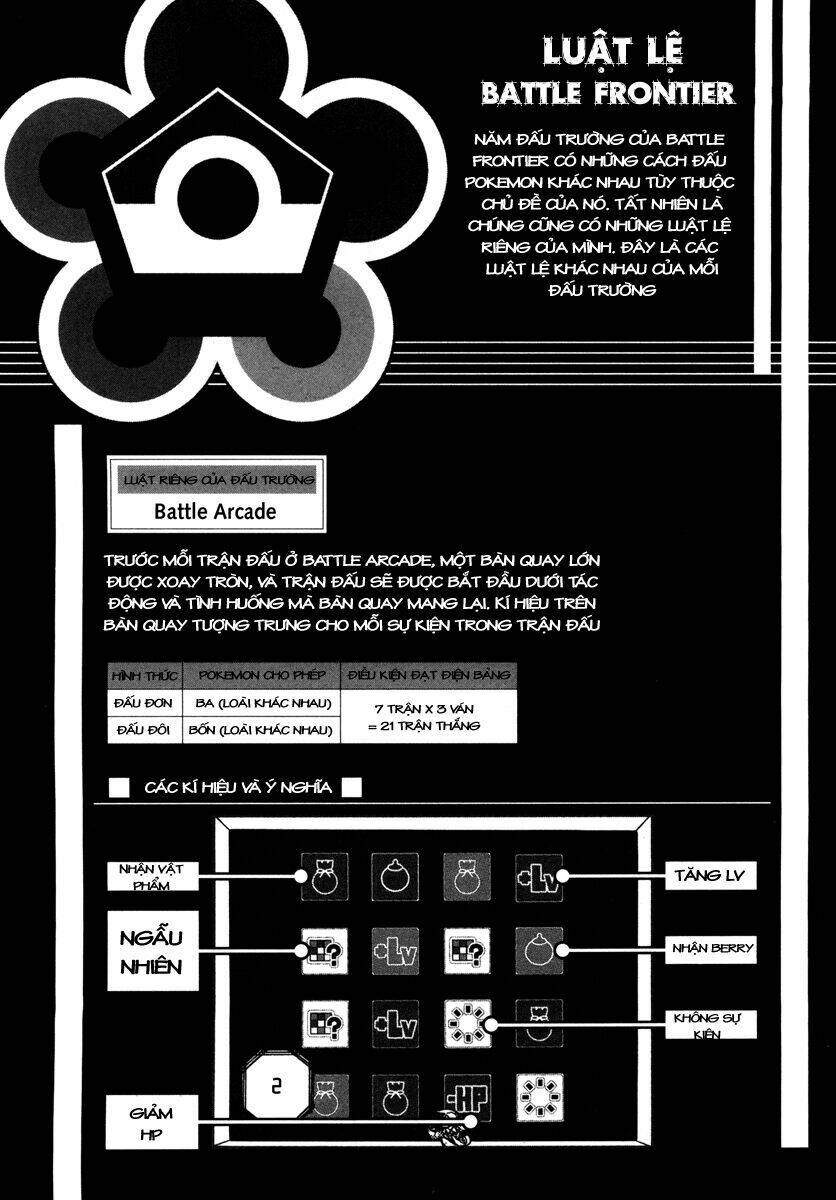 LUẬT LỆ
BATTLE FRONTIER
NĂM ĐẤU TRƯỜNG CỦA BATTLE
FRONTIER CÓ NHỮNG CÁCH ĐẤU
POKEMON KHÁC NHAU TÙY THUỘC
CHỦ ĐỀ CỦA NÓ. TẤT NHIÊN LÀ
CHÚNG CŨNG CÓ NHỮNG LUẬT LỆ
RIÊNG CỦA MÌNH. ĐÂY LÀ CÁC
LUẬT LỆ KHÁC NHAU CỦA MỖI
ĐẤU TRƯỜNG
LUẬT RIÊNG CỦA ĐẤU TRƯỜNG
Battle Arcade
TRƯỚC MỖI TRẬN ĐẤU Ở BATTLE ARCADE, MỘT BÀN QUAY LỚN
ĐƯỢC XOAY TRÒN, VÀ TRẬN ĐẤU SẼ ĐƯỢC BẮT ĐẦU DƯỚI TÁC
ĐỘNG VÀ TÌNH HUỐNG MÀ BÀN QUAY MANG LẠI. KÍ HIỆU TRÊN
BÀN QUAY TƯỢNG TRƯNG CHO MỖI SỰ KIỆN TRONG TRẬN ĐẤU
HÌNH THỨC POKEMON CHO PHÉP ĐIỀU KIỆN ĐẠT ĐIỆN BẢNG
ĐẤU ĐƠN BA (LOÀI KHÁC NHAU)
7 TRẬN X 3 VÁN
= 21 TRẬN THẮNG
ĐẤU ĐÔI BỐN (LOÀI KHÁC NHAU)
CÁC KÍ HIỆU VÀ Ý NGHĨA
NHẬN VẬT
PHẨM
+Lv
TĂNG LV
NGẪU
NHIÊN
?
+Lv
?
NHẬN BERRY
?
+Lv
KHÔNG SỰ
KIÊN
2
-HP
GIẢM
HP